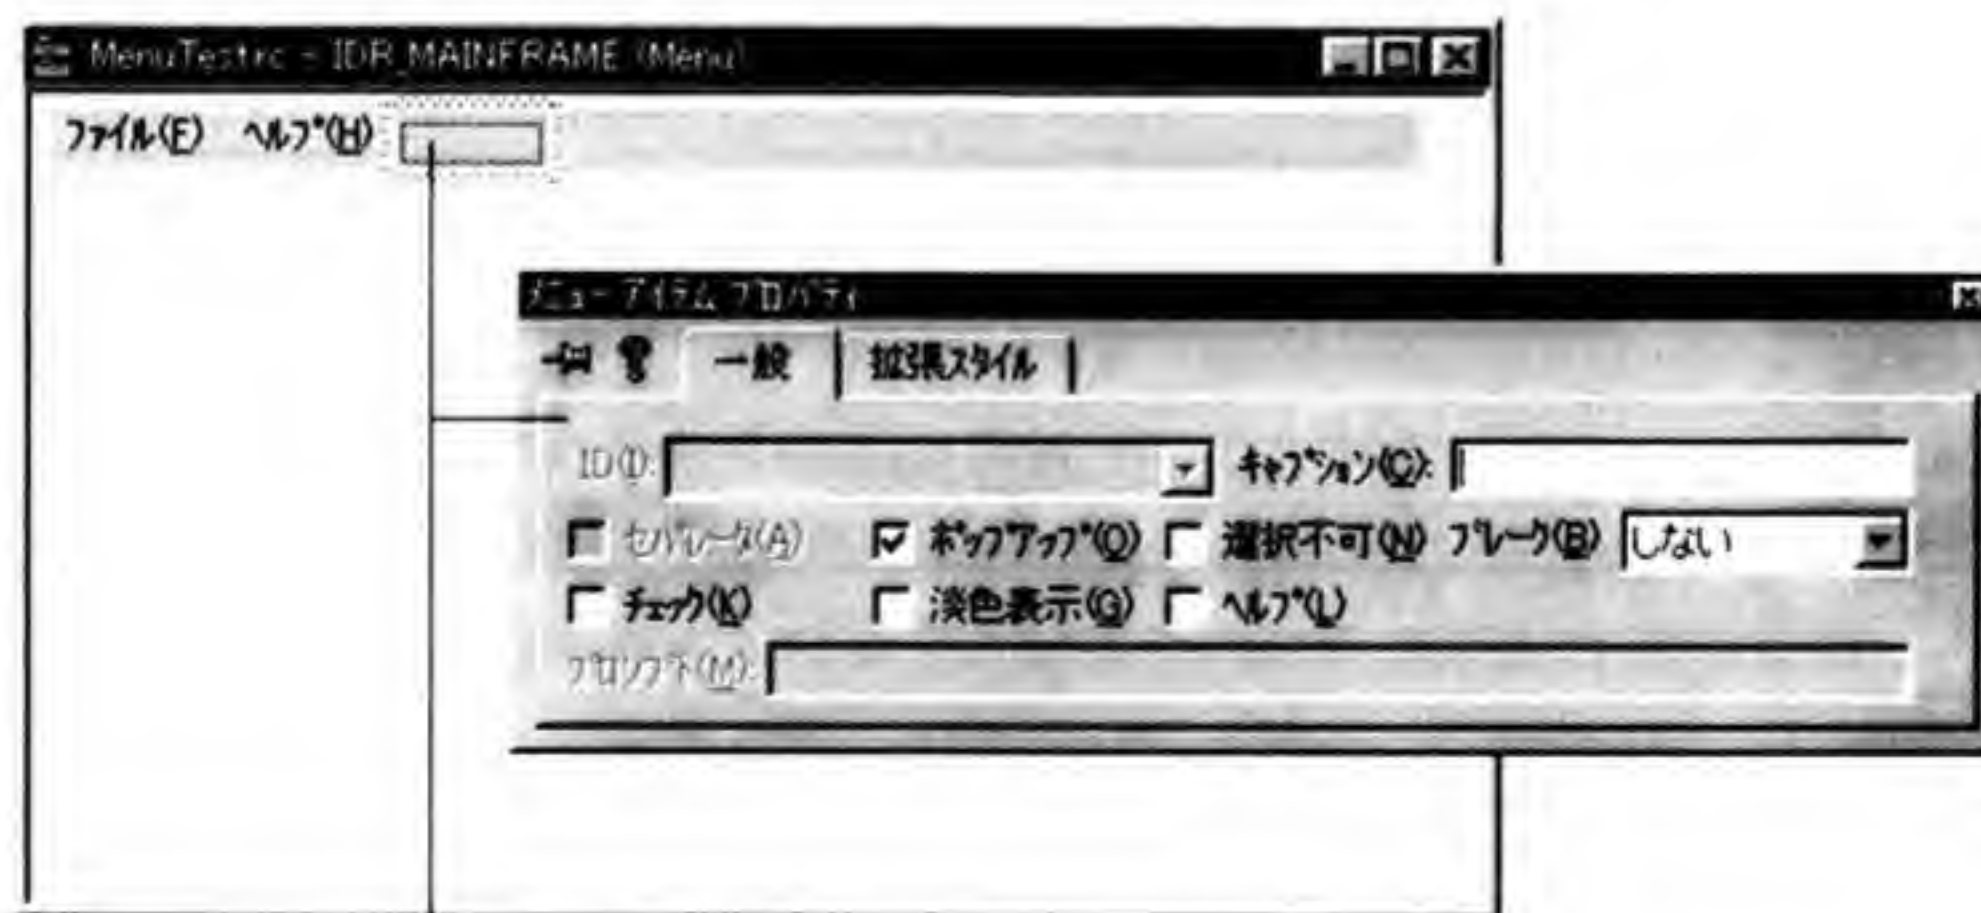 MenuTest.rc - IDR_MAINFRAME (Menu)
ファイル(F) ヘルプ(H)
メニュー アイテム プロパティ
一般 拡張スタイル
ID(I): キャプション(C):
セパレータ(A) ポップアップ(O) 選択不可(N) ブレーク(B) しない
チェック(K) 淡色表示(G) ヘルプ(L)
プロンプト(M):